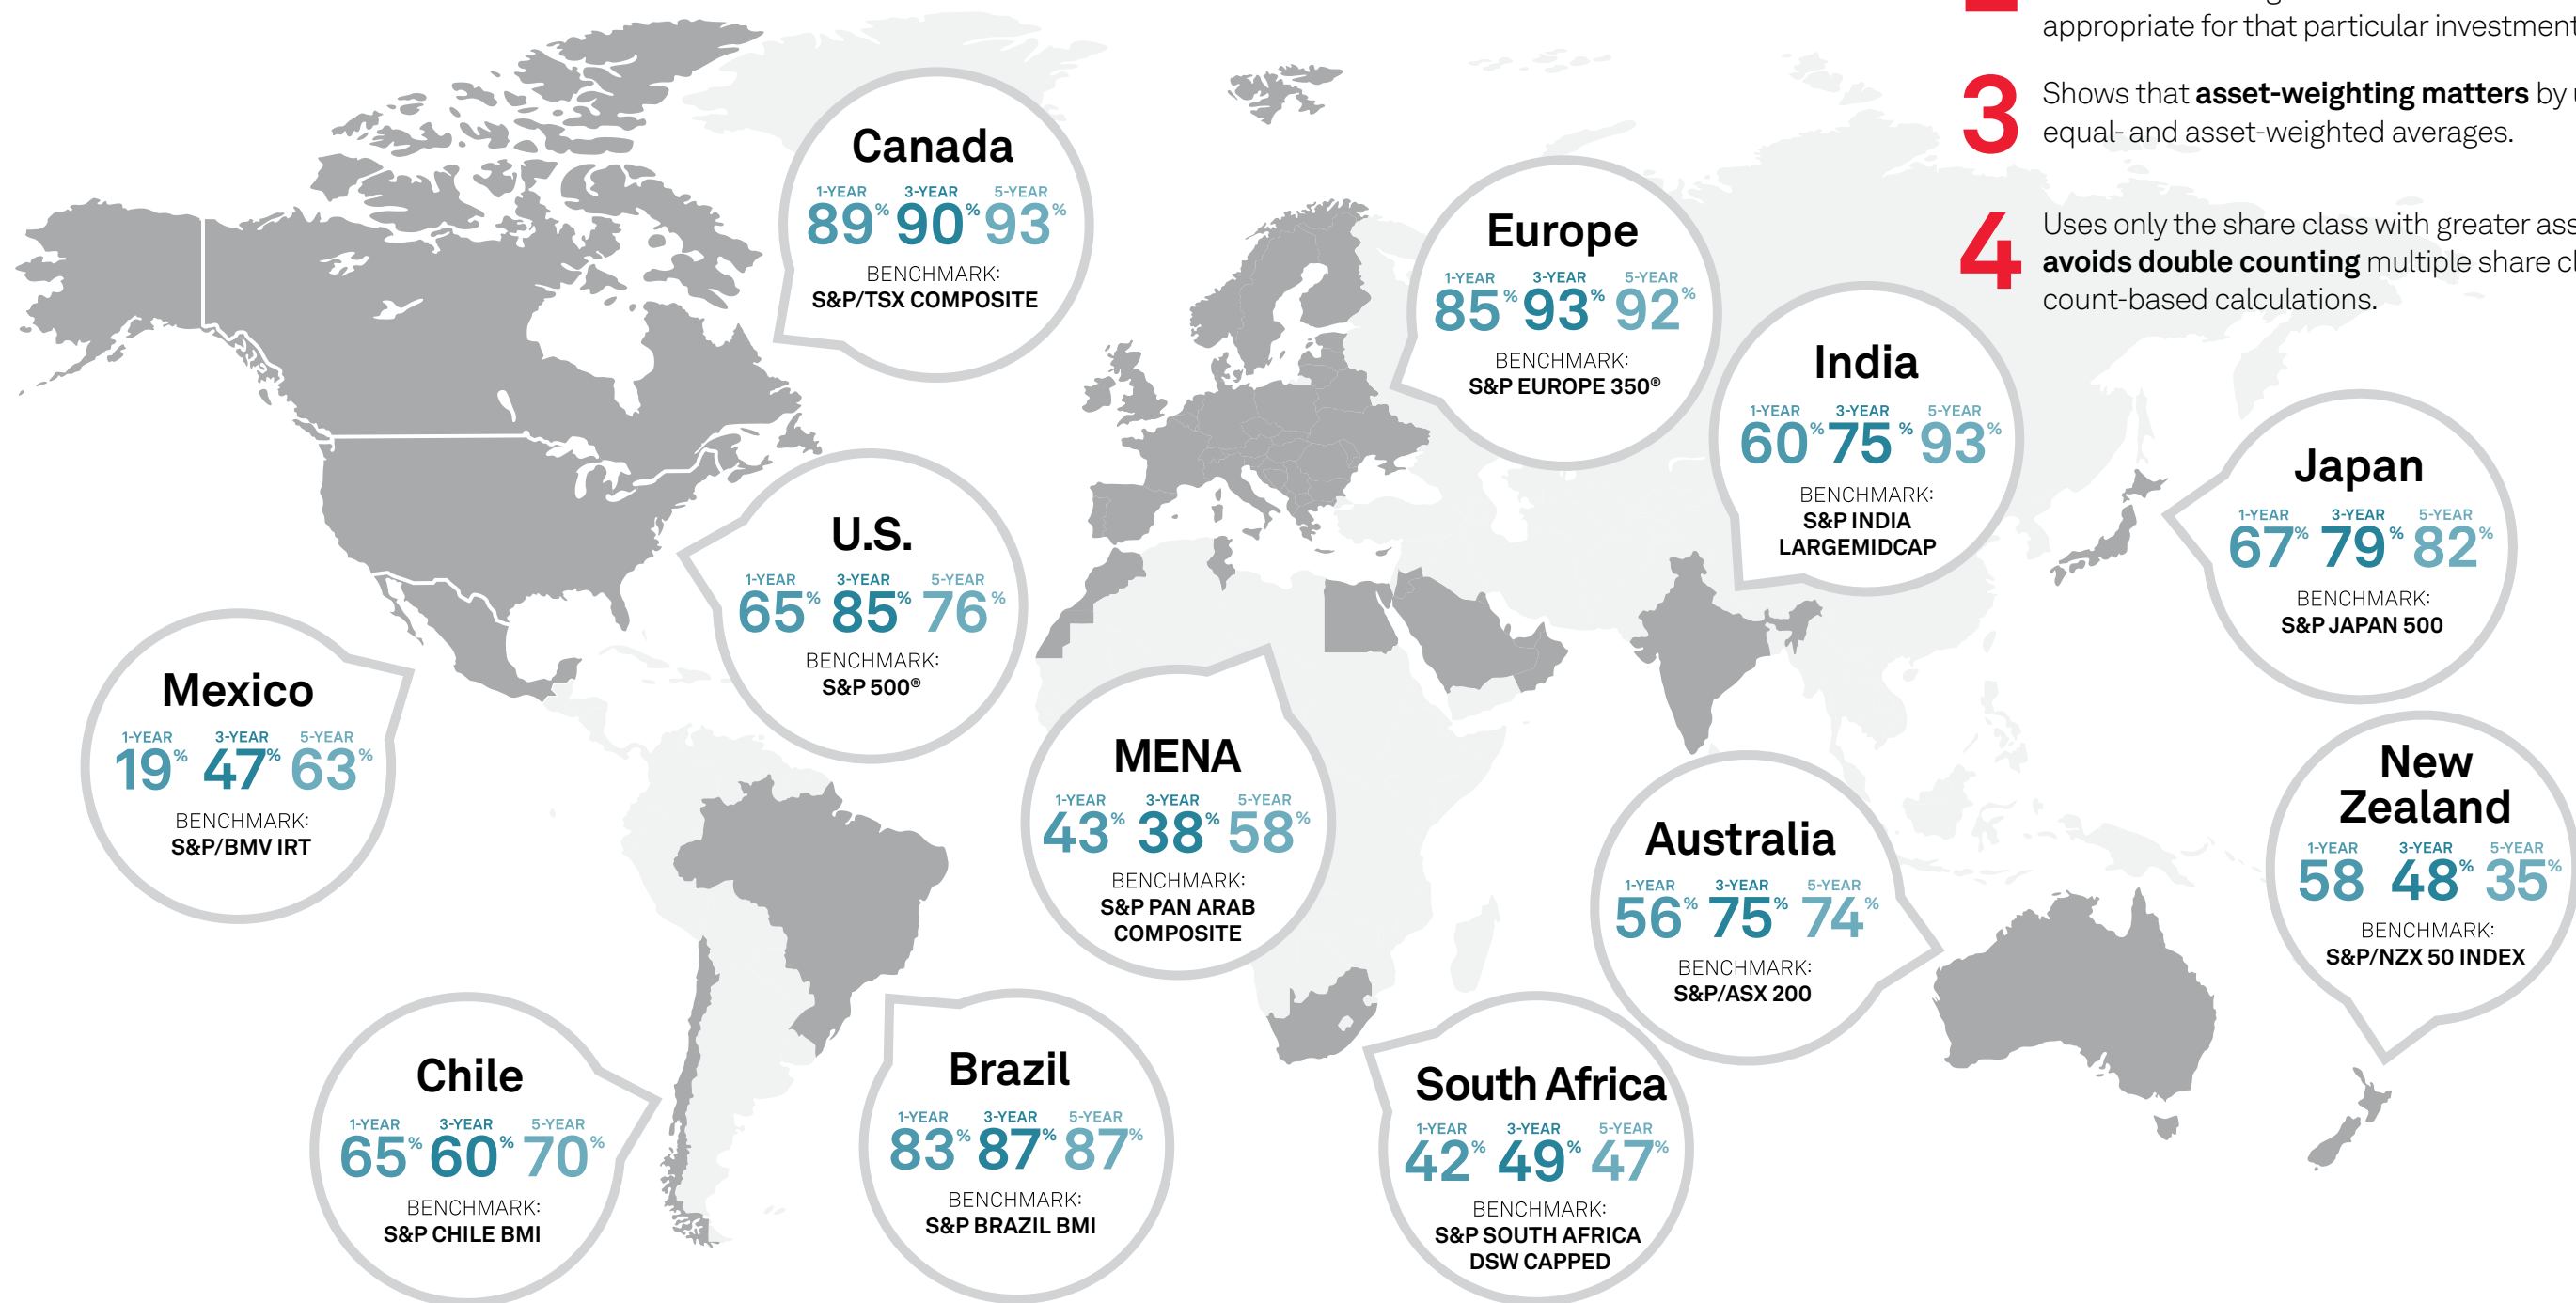 appropriate for that particular investment
3
Shows that asset-weighting matters by
equal- and asset-weighted averages.
4
Uses only the share class with greater
avoids double counting multiple share
count-based calculations.
Canada
1-YEAR 3-YEAR 5-YEAR
89% 90% 93%
BENCHMARK:
S&P/TSX COMPOSITE
Europe
1-YEAR 3-YEAR 5-YEAR
85% 93% 92%
BENCHMARK:
S&P EUROPE 350®
India
1-YEAR 3-YEAR 5-YEAR
60% 75% 93%
BENCHMARK:
S&P INDIA
LARGEMIDCAP
Japan
1-YEAR 3-YEAR 5-YEAR
67% 79% 82%
BENCHMARK:
S&P JAPAN 500
U.S.
1-YEAR 3-YEAR 5-YEAR
65% 85% 76%
BENCHMARK:
S&P 500®
Mexico
1-YEAR 3-YEAR 5-YEAR
19% 47% 63%
BENCHMARK:
S&P/BMV IRT
MENA
1-YEAR 3-YEAR 5-YEAR
43% 38% 58%
BENCHMARK:
S&P PAN ARAB
COMPOSITE
Australia
1-YEAR 3-YEAR 5-YEAR
56% 75% 74%
BENCHMARK:
S&P/ASX 200
New
Zealand
1-YEAR 3-YEAR 5-YEAR
58 48% 35%
BENCHMARK:
S&P/NZX 50 INDEX
Chile
1-YEAR 3-YEAR 5-YEAR
65% 60% 70%
BENCHMARK:
S&P CHILE BMI
Brazil
1-YEAR 3-YEAR 5-YEAR
83% 87% 87%
BENCHMARK:
S&P BRAZIL BMI
South Africa
1-YEAR 3-YEAR 5-YEAR
42% 49% 47%
BENCHMARK:
S&P SOUTH AFRICA
DSW CAPPED